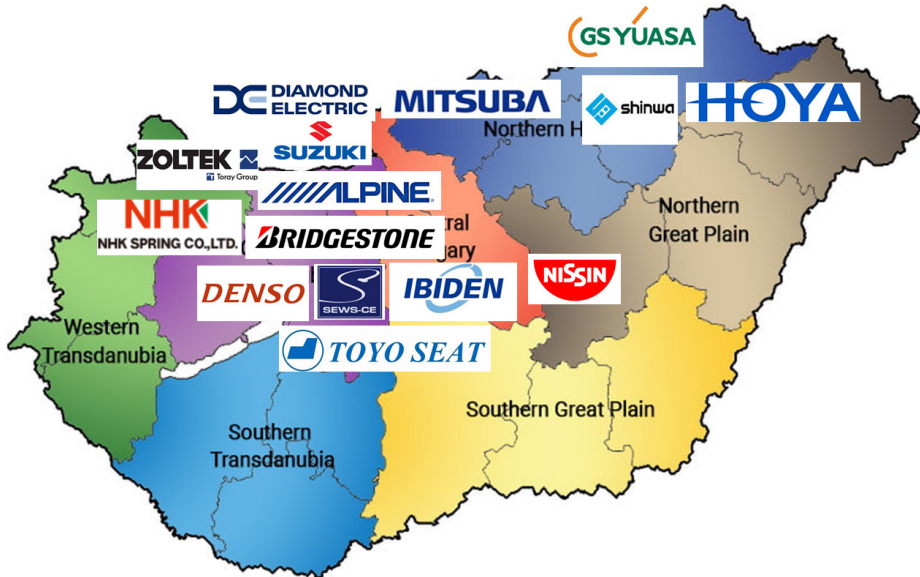 GS YUASA
DIAMOND
ELECTRIC
MITSUBA
shinwa
HOYA
Northern H
SUZUKI
ZOLTEK
Toray Group
ALPINE
NHK
NHK SPRING CO.,LTD.
tral
gary
BRIDGESTONE
Northern
Great Plain
DENSO
SEWS-CE
IBIDEN
NISSIN
Western
Transdanubia
TOYO SEAT
Southern Great Plain
Southern
Transdanubia